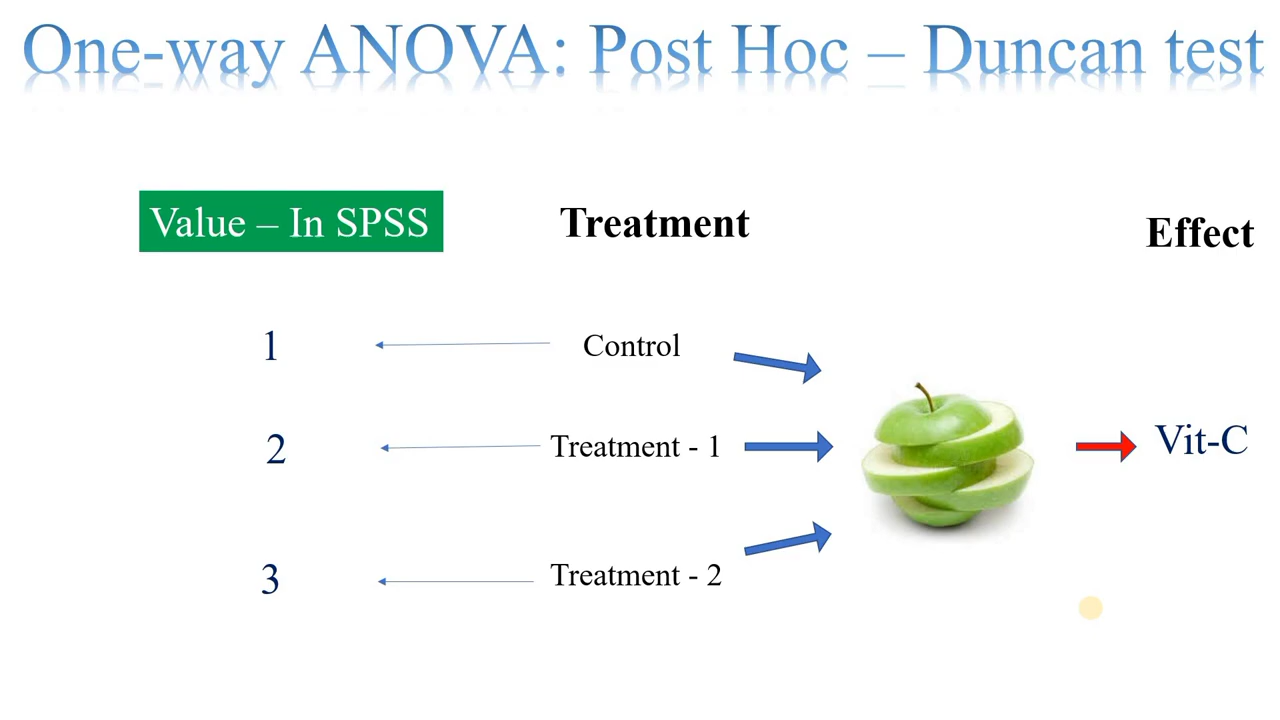 One-way ANOVA: Post Hoc – Duncan test
Value – In SPSS
Treatment
Effect
1
Control
2
Treatment - 1
Vit-C
3
Treatment - 2